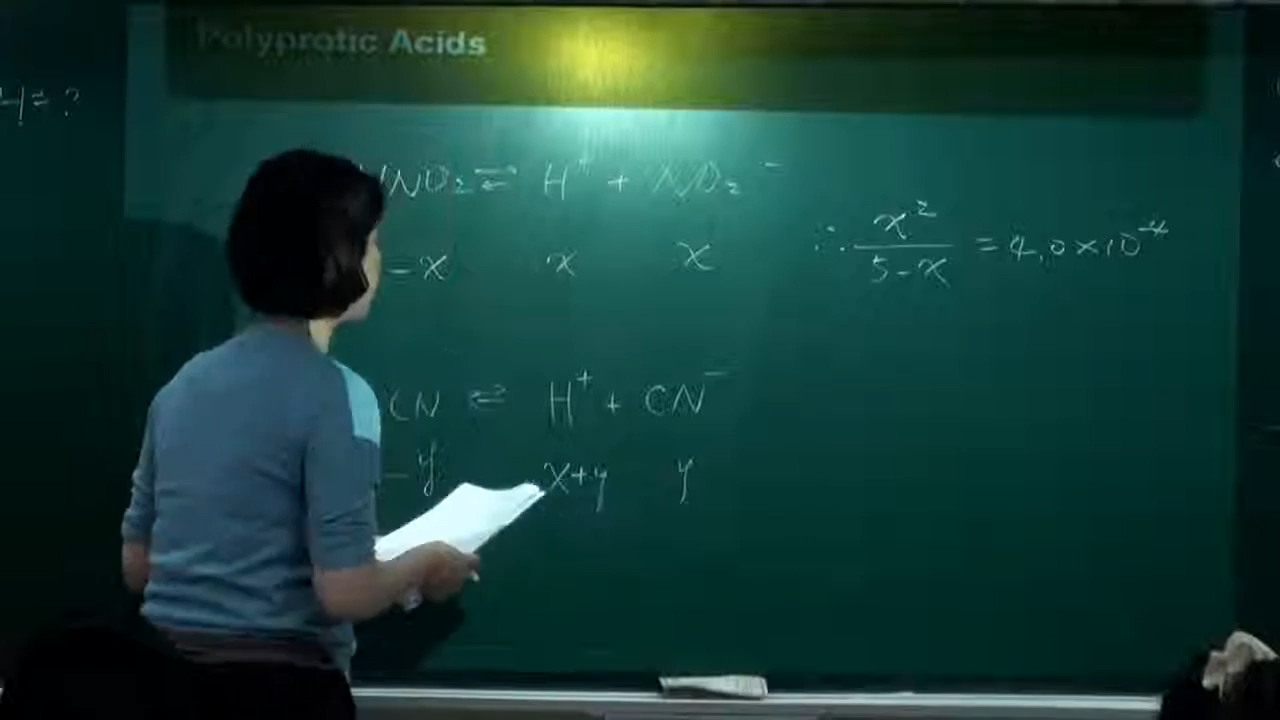 Polyprotic Acids
= ?
HNO₂ ⇌ H⁺ + NO₂⁻
– x x x
∴ x² / 5 – x = 4.0 × 10⁻⁴
CN ⇌ H⁺ + CN⁻
– y x + y y